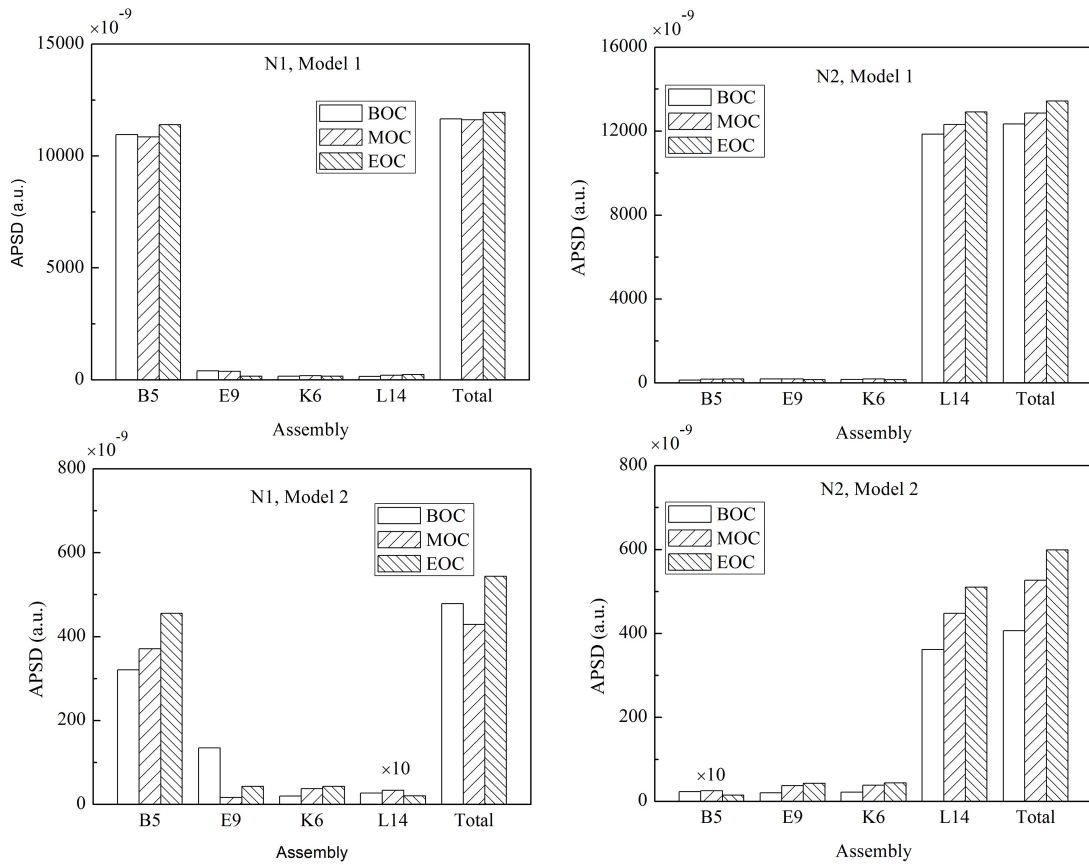 ×10⁻⁹
15000
10000
5000
0
APSD (a.u.)
N1, Model 1
BOC
MOC
EOC
B5 E9 K6 L14 Total
Assembly
×10⁻⁹
16000
12000
8000
4000
0
APSD (a.u.)
N2, Model 1
BOC
MOC
EOC
B5 E9 K6 L14 Total
Assembly
×10⁻⁹
800
600
400
200
0
APSD (a.u.)
N1, Model 2
BOC
MOC
EOC
×10
B5 E9 K6 L14 Total
Assembly
×10⁻⁹
800
600
400
200
0
APSD (a.u.)
N2, Model 2
BOC
MOC
EOC
×10
B5 E9 K6 L14 Total
Assembly